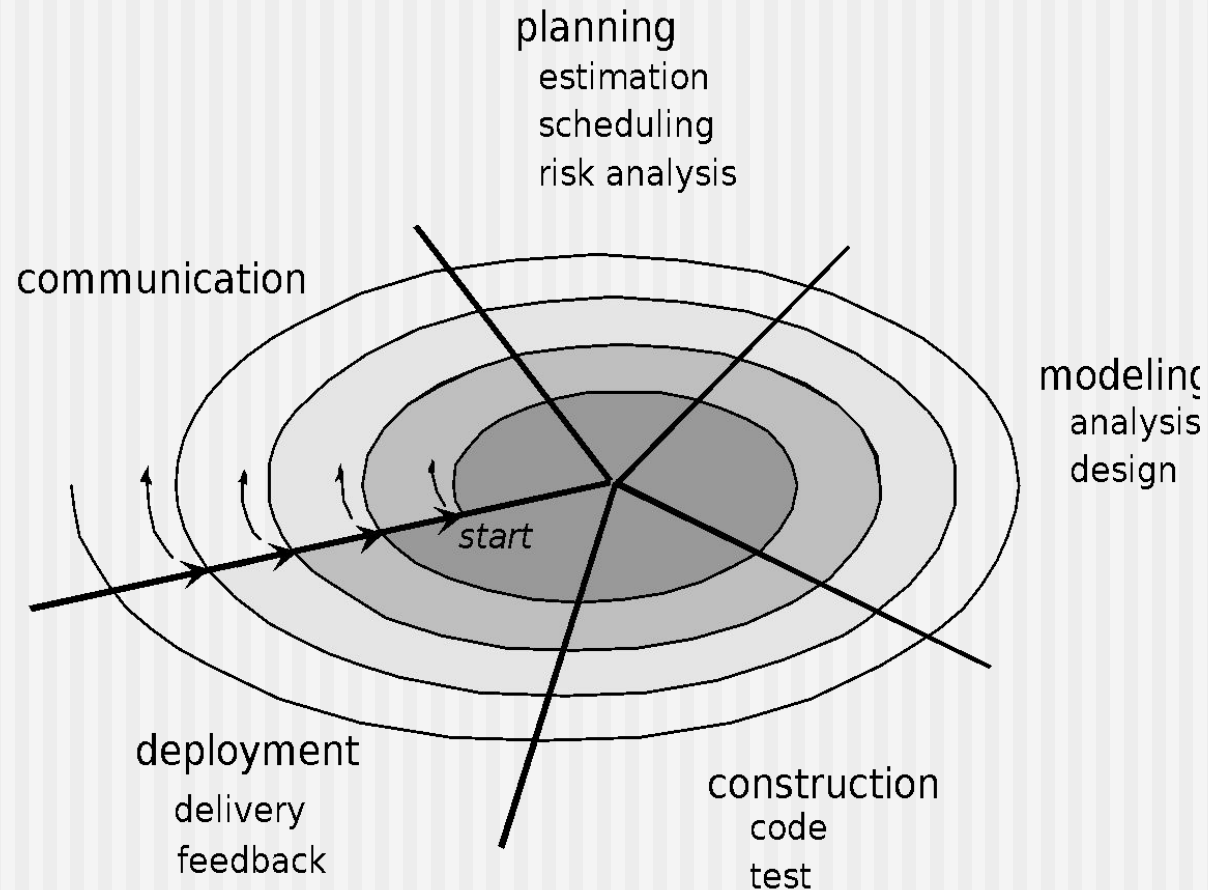 planning
estimation
scheduling
risk analysis
communication
modeling
analysis
design
start
deployment
delivery
feedback
construction
code
test